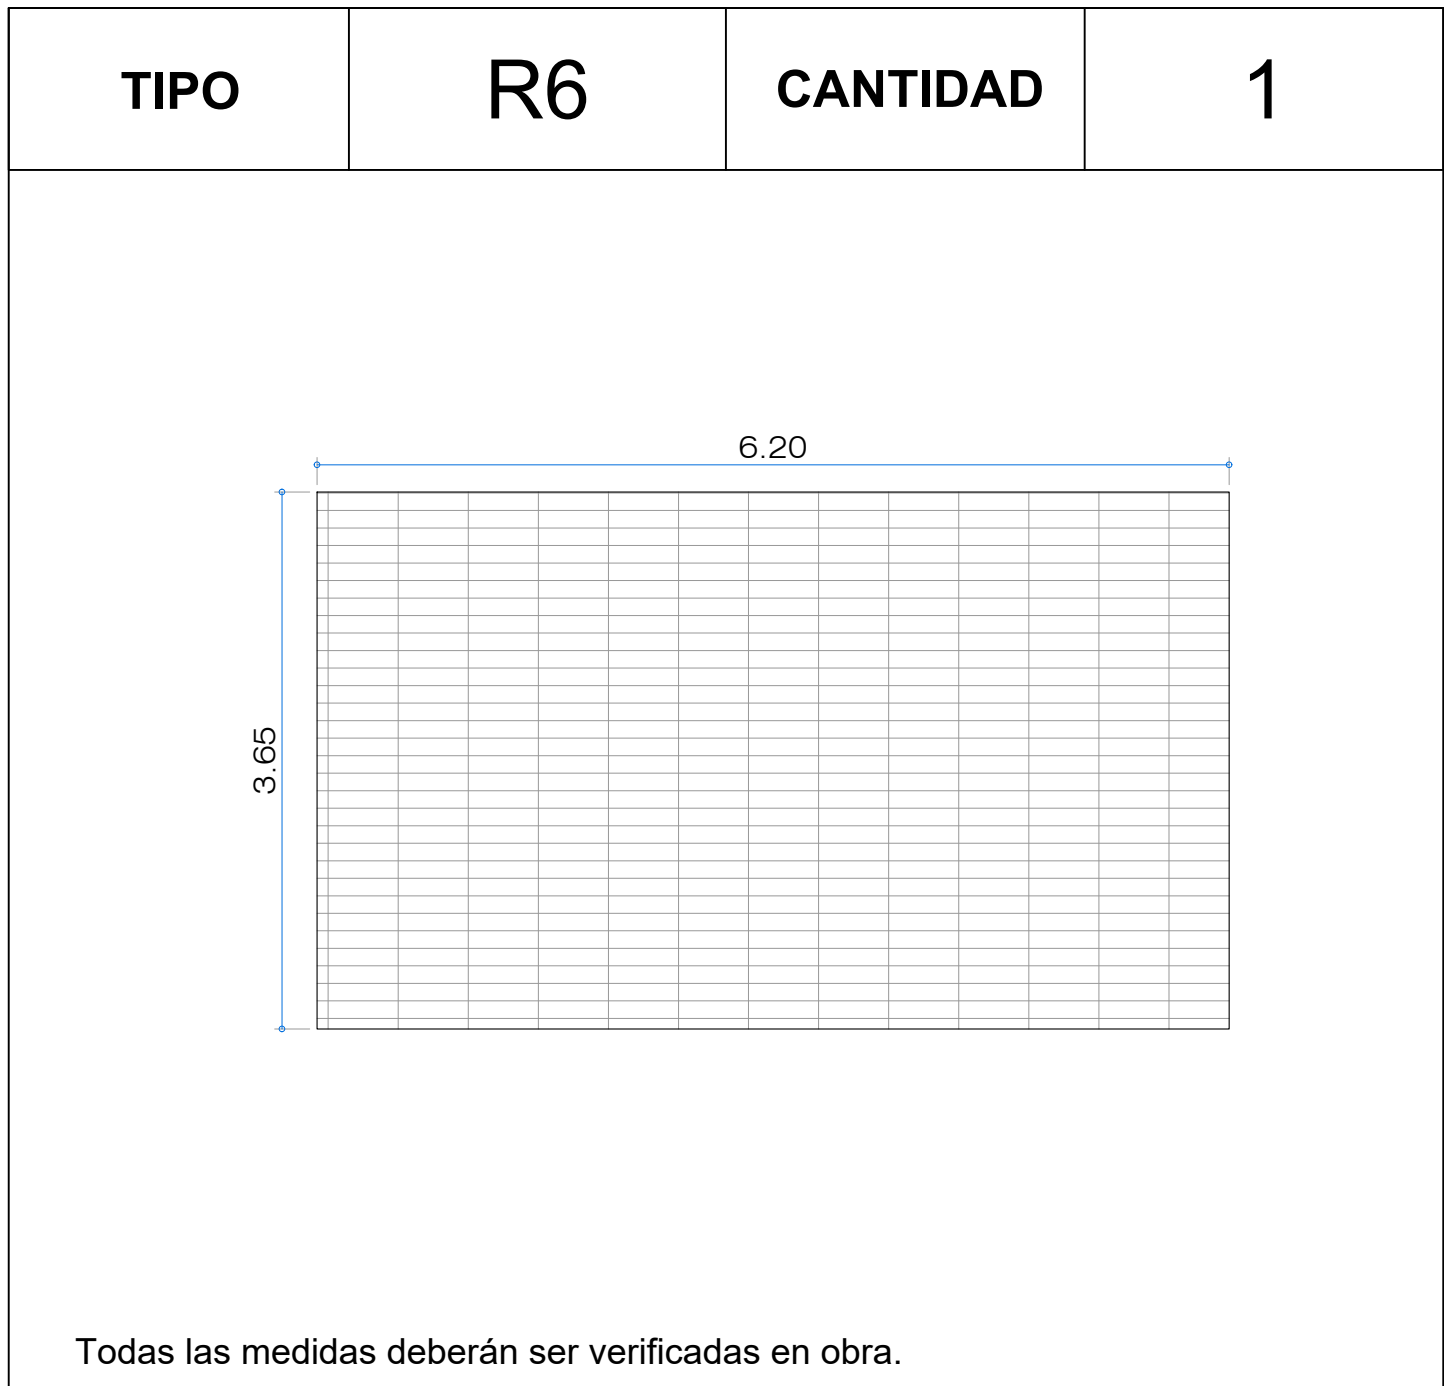 TIPO R6 CANTIDAD 1
6.20
3.65
Todas las medidas deberán ser verificadas en obra.